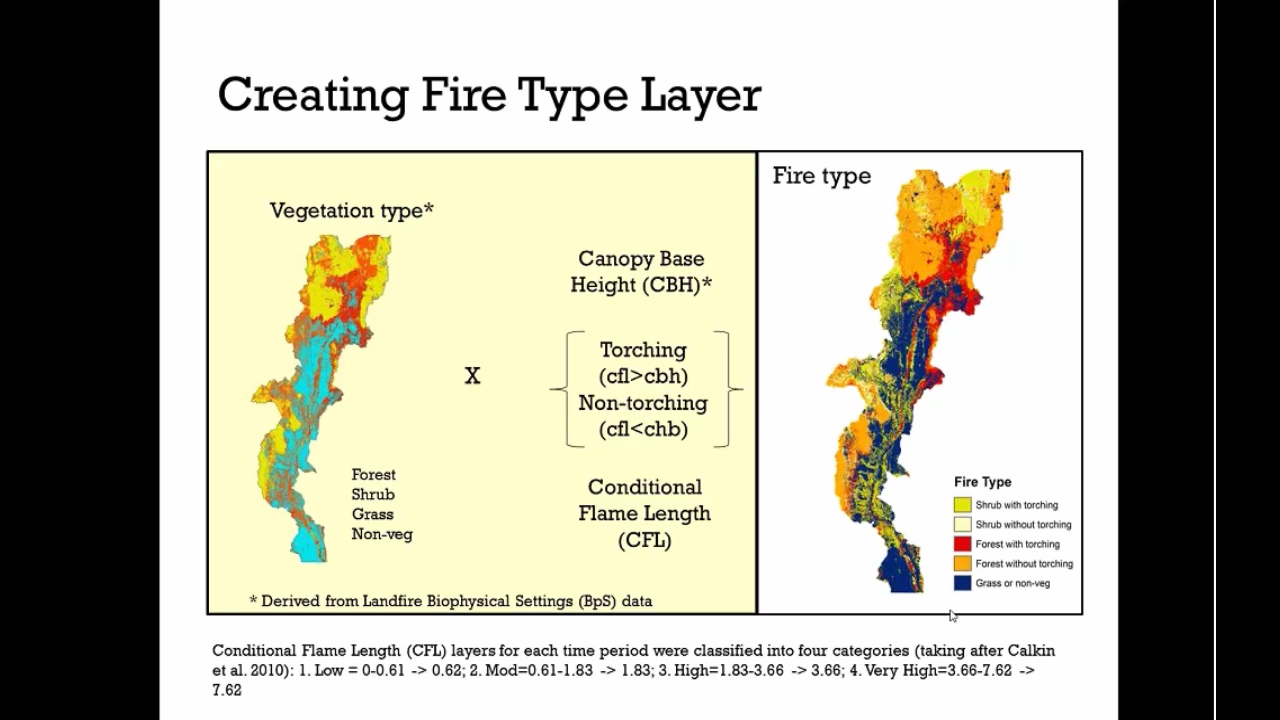 Creating Fire Type Layer
Vegetation type*
Forest
Shrub
Grass
Non-veg
X
Canopy Base
Height (CBH)*
Torching
(cfl>cbh)
Non-torching
(cfl<chb)
Conditional
Flame Length
(CFL)
* Derived from Landfire Biophysical Settings (BpS) data
Fire type
Fire Type
Shrub with torching
Shrub without torching
Forest with torching
Forest without torching
Grass or non-veg
Conditional Flame Length (CFL) layers for each time period were classified into four categories (taking after Calkin
et al. 2010): 1. Low = 0-0.61 -> 0.62; 2. Mod=0.61-1.83 -> 1.83; 3. High=1.83-3.66 -> 3.66; 4. Very High=3.66-7.62 ->
7.62